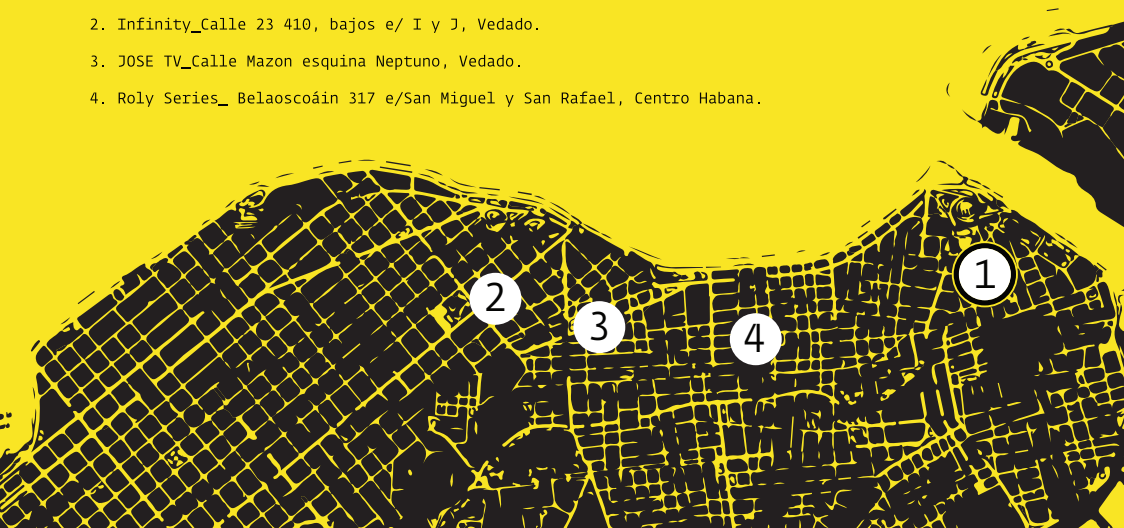 2. Infinity_Calle 23 410, bajos e/ I y J, Vedado.
3. JOSE TV_Calle Mazon esquina Neptuno, Vedado.
4. Roly Series_ Belaoscoáin 317 e/San Miguel y San Rafael, Centro Habana.
1
2
3
4